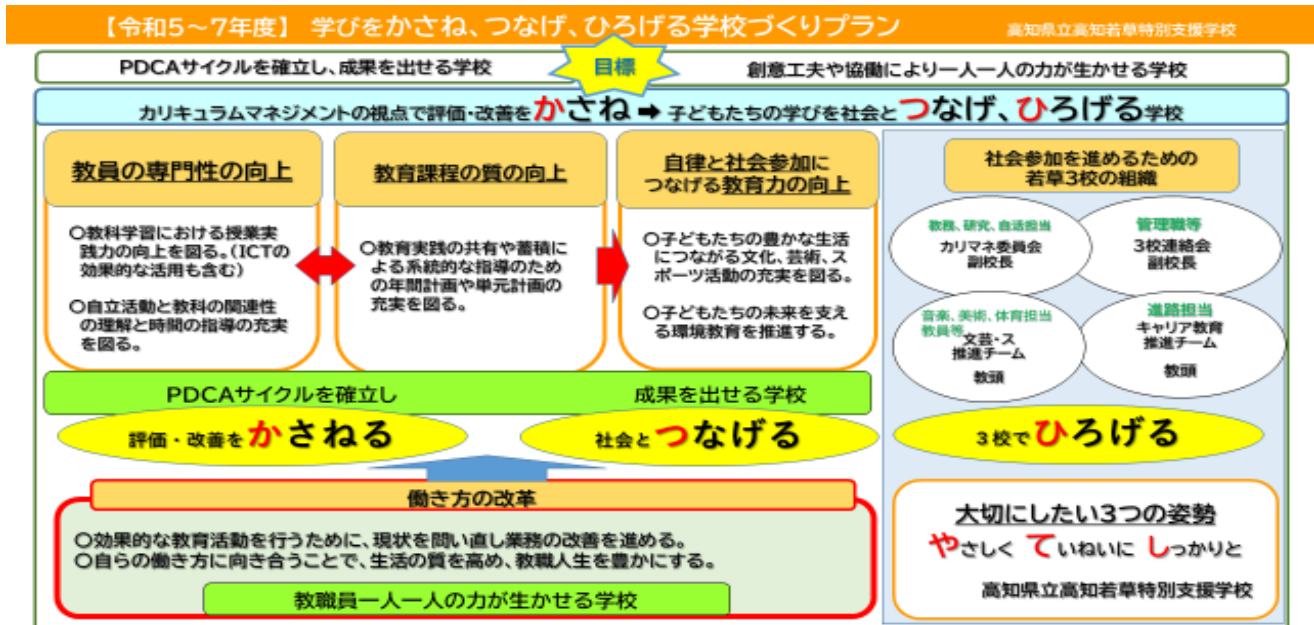 【令和5～7年度】 学びをかさね、つなげ、ひろげる学校づくりプラン
高知県立高知若草特別支援学校
PDCAサイクルを確立し、成果を出せる学校
目標
創意工夫や協働により一人一人の力が生かせる学校
カリキュラムマネジメントの視点で評価・改善をかさね➡子どもたちの学びを社会とつなげ、ひろげる学校
教員の専門性の向上
〇教科学習における授業実
践力の向上を図る。(ICTの
効果的な活用も含む)
〇自立活動と教科の関連性
の理解と時間の指導の充実
を図る。
教育課程の質の向上
〇教育実践の共有や蓄積に
よる系統的な指導のため
の年間計画や単元計画の
充実を図る。
自律と社会参加に
つなげる教育力の向上
〇子どもたちの豊かな生活
につながる文化、芸術、ス
ポーツ活動の充実を図る。
〇子どもたちの未来を支え
る環境教育を推進する。
社会参加を進めるための
若草3校の組織
教務、研究、自活担当
カリマネ委員会
副校長
管理職等
3校連絡会
副校長
音楽、美術、体育担当
教員等
文芸・ス
推進チーム
教頭
進路担当
キャリア教育
推進チーム
教頭
PDCAサイクルを確立し
成果を出せる学校
評価・改善をかさねる
社会とつなげる
3校でひろげる
働き方の改革
〇効果的な教育活動を行うために、現状を問い直し業務の改善を進める。
〇自らの働き方に向き合うことで、生活の質を高め、教職人生を豊かにする。
教職員一人一人の力が生かせる学校
大切にしたい3つの姿勢
やさしく ていねいに しっかりと
高知県立高知若草特別支援学校